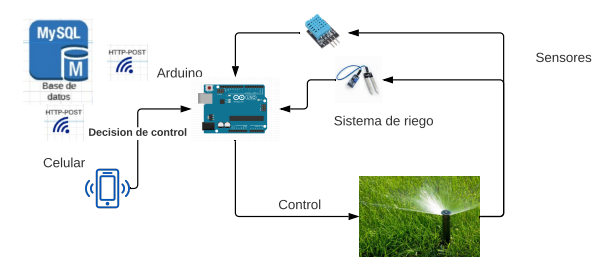 MySQL
HTTP-POST
Base de
datos
HTTP-POST
Arduino
Decision de control
Celular
Sensores
Sistema de riego
Control